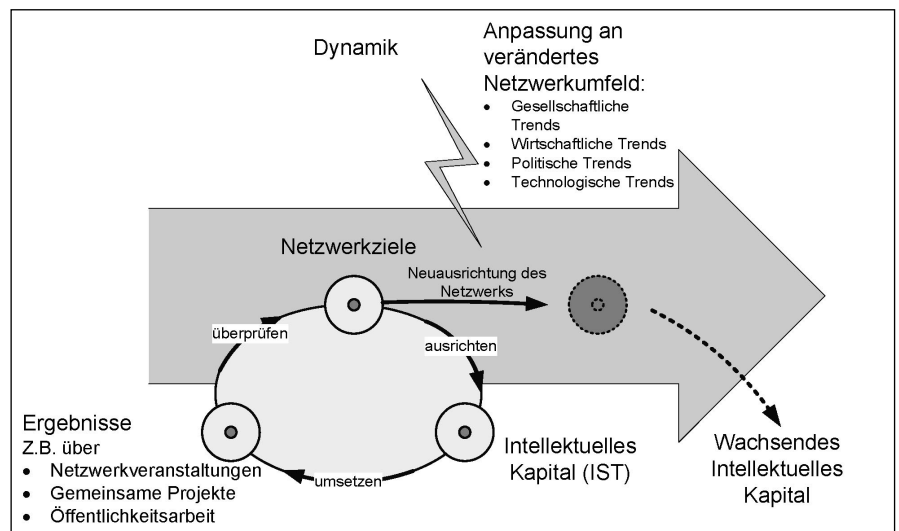 Dynamik
Anpassung an
verändertes
Netzwerkumfeld:
• Gesellschaftliche
Trends
• Wirtschaftliche Trends
• Politische Trends
• Technologische Trends
Netzwerkziele
Neuausrichtung des
Netzwerks
überprüfen
ausrichten
Ergebnisse
Z.B. über
• Netzwerkveranstaltungen
• Gemeinsame Projekte
• Öffentlichkeitsarbeit
umsetzen
Intellektuelles
Kapital (IST)
Wachsendes
Intellektuelles
Kapital